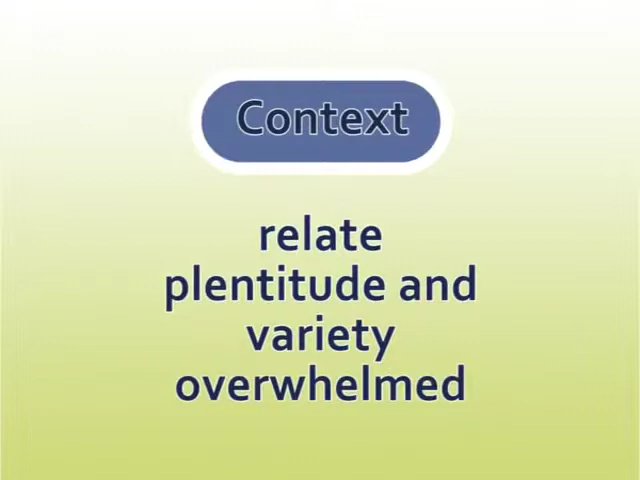 Context
relate
plentitude and
variety
overwhelmed